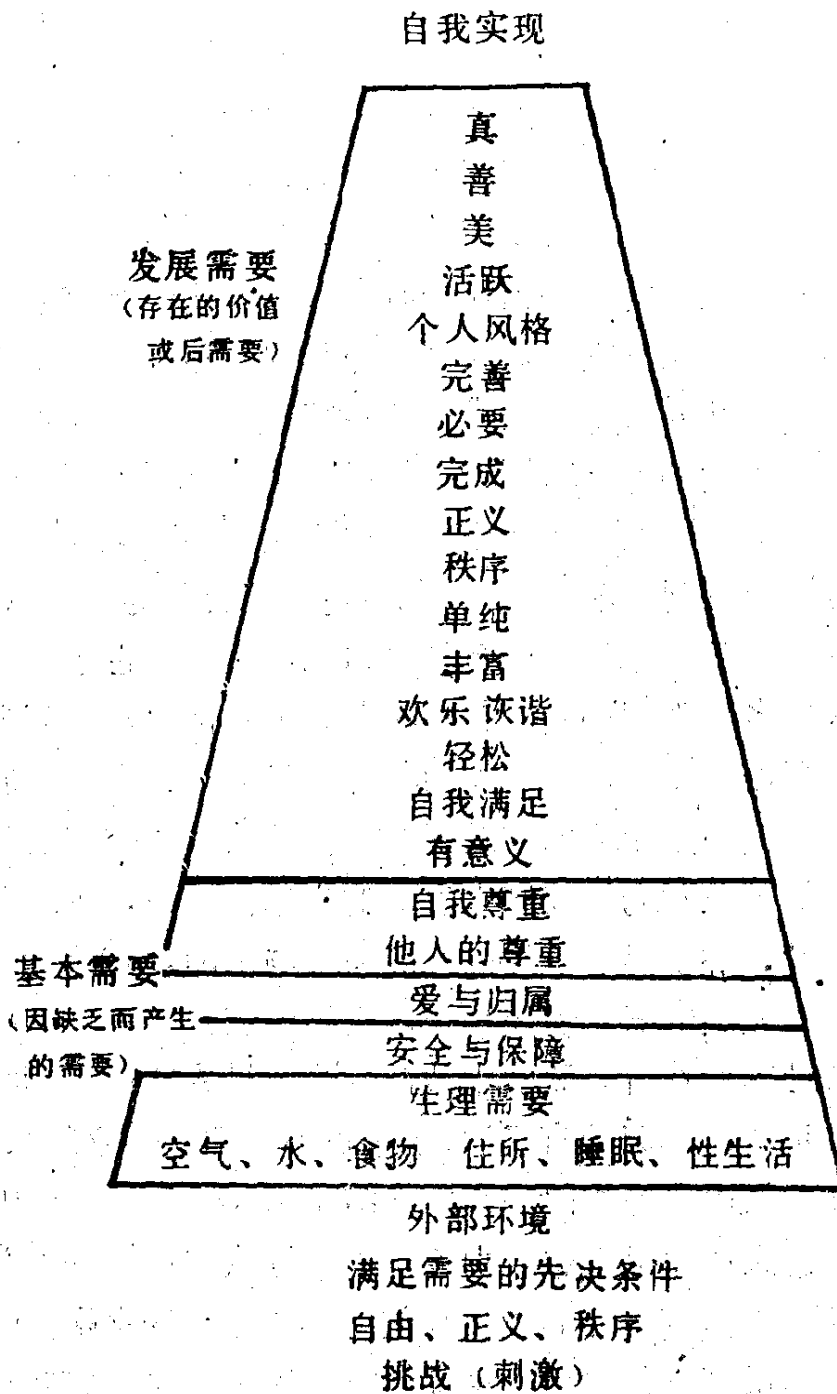 自我实现
真
善
美
活跃
个人风格
完善
必要
完成
正义
秩序
单纯
丰富
欢乐 诙谐
轻松
自我满足
有意义
发展需要
（存在的价值
或后需要）
自我尊重
他人的尊重
爱与归属
安全与保障
基本需要
（因缺乏而产生
的需要）
生理需要
空气、水、食物 住所、睡眠、性生活
外部环境
满足需要的先决条件
自由、正义、秩序
挑战（刺激）